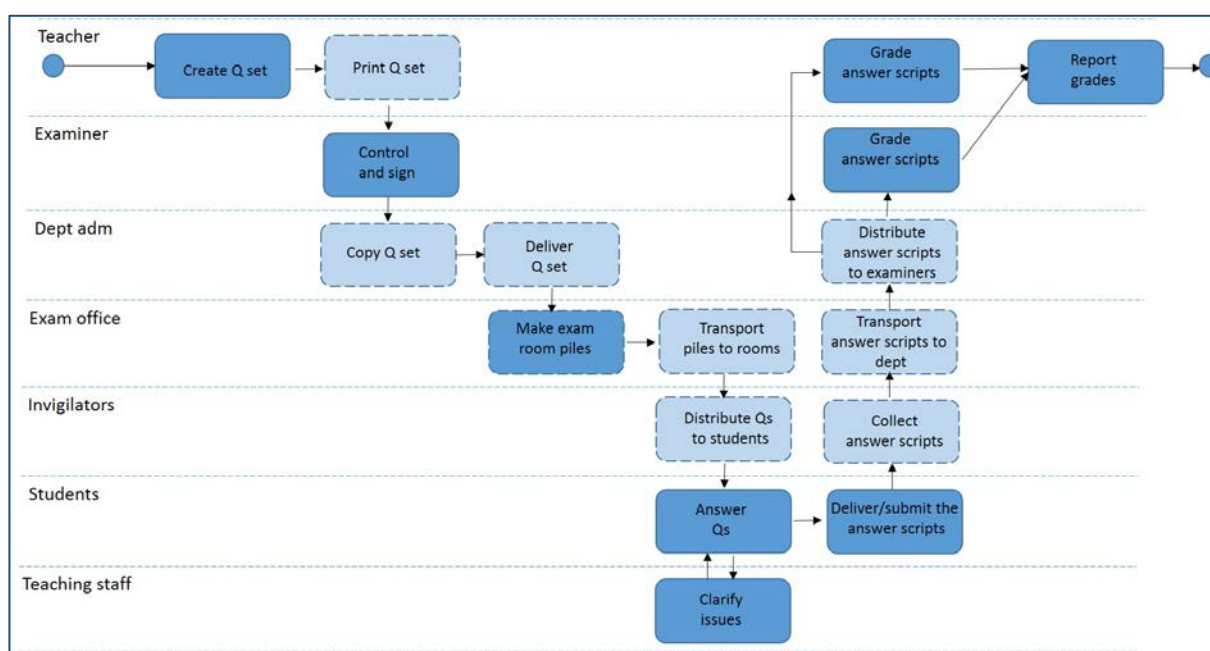 Teacher
Create Q set
Print Q set
Grade
answer scripts
Report
grades
Examiner
Control
and sign
Grade
answer scripts
Dept adm
Copy Q set
Deliver
Q set
Distribute
answer scripts
to examiners
Exam office
Make exam
room piles
Transport
piles to rooms
Transport
answer scripts to
dept
Invigilators
Distribute Qs
to students
Collect
answer scripts
Students
Answer
Qs
Deliver/submit the
answer scripts
Teaching staff
Clarify
issues